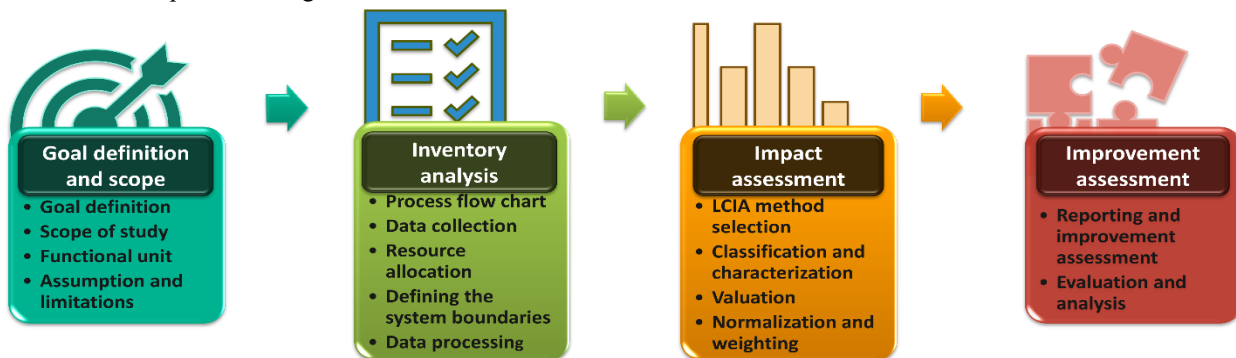 Goal definition
and scope
• Goal definition
• Scope of study
• Functional unit
• Assumption and
limitations
Inventory
analysis
• Process flow chart
• Data collection
• Resource
allocation
• Defining the
system boundaries
• Data processing
Impact
assessment
• LCIA method
selection
• Classification and
characterization
• Valuation
• Normalization and
weighting
Improvement
assessment
• Reporting and
improvement
assessment
• Evaluation and
analysis